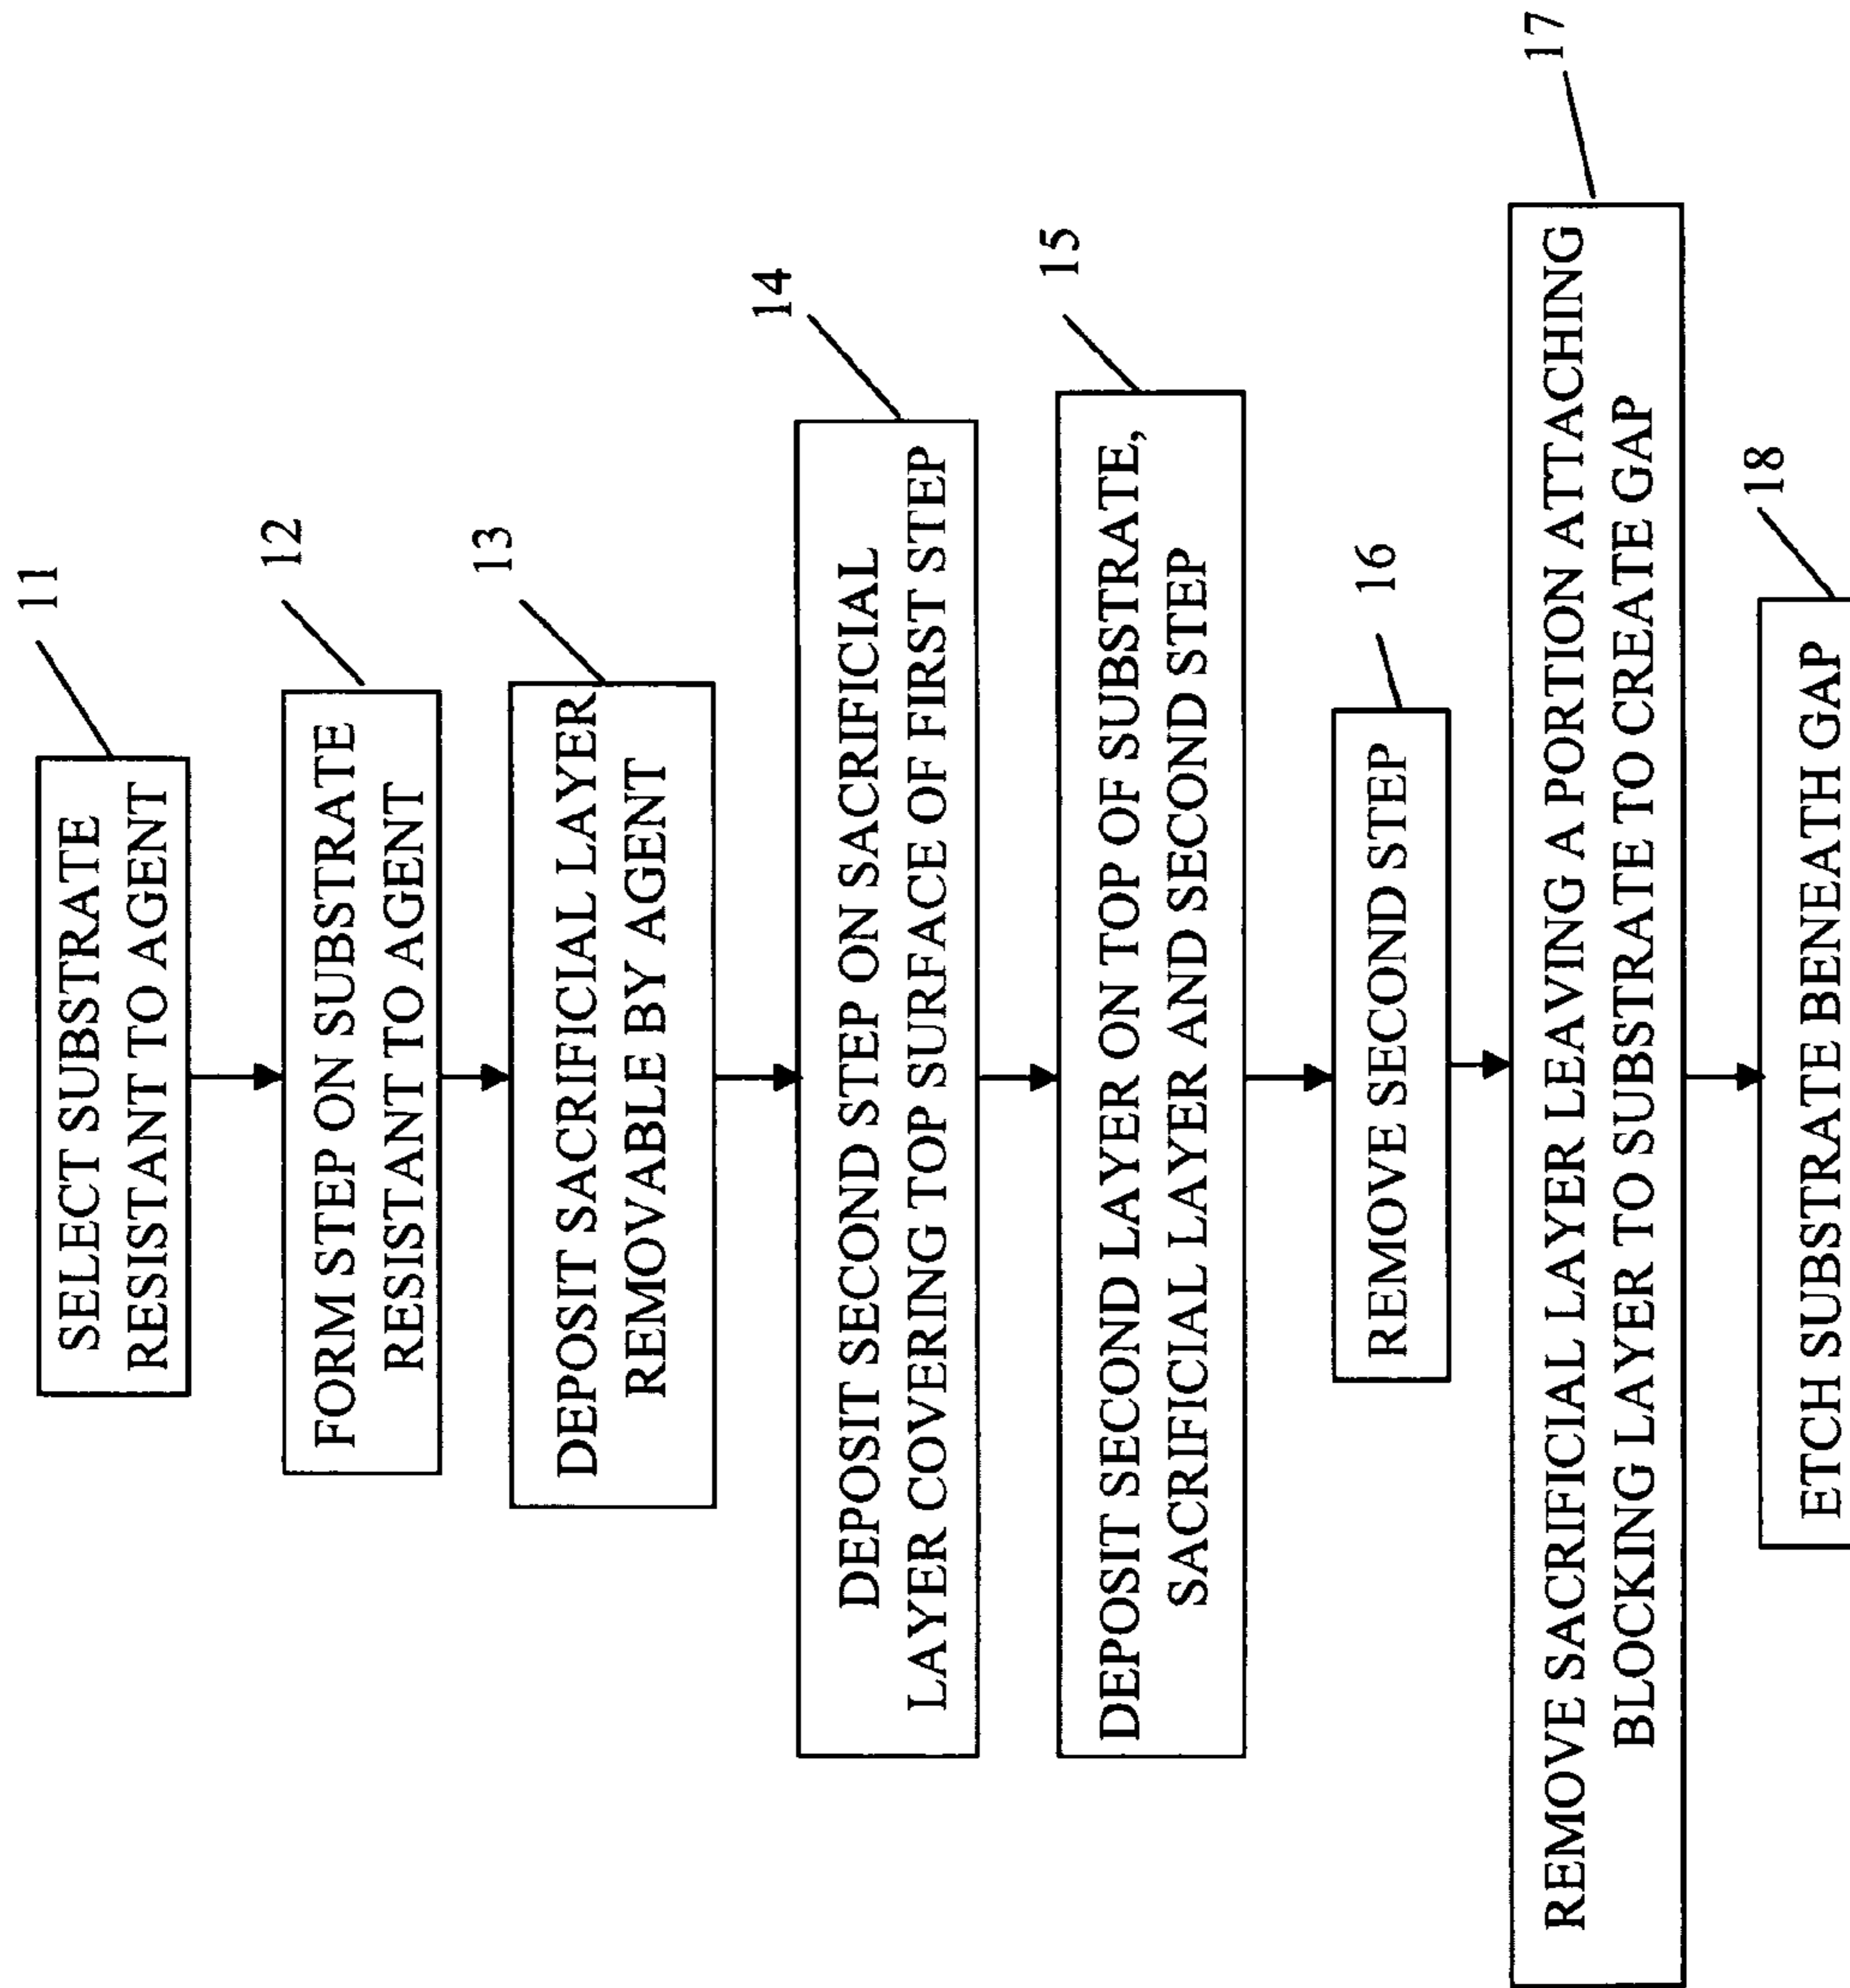 11
SELECT SUBSTRATE
RESISTANT TO AGENT
12
FORM STEP ON SUBSTRATE
RESISTANT TO AGENT
13
DEPOSIT SACRIFICIAL LAYER
REMOVABLE BY AGENT
14
DEPOSIT SECOND STEP ON SACRIFICIAL
LAYER COVERING TOP SURFACE OF FIRST STEP
15
DEPOSIT SECOND LAYER ON TOP OF SUBSTRATE,
SACRIFICIAL LAYER AND SECOND STEP
16
REMOVE SECOND STEP
17
REMOVE SACRIFICIAL LAYER LEAVING A PORTION ATTACHING
BLOCKING LAYER TO SUBSTRATE TO CREATE GAP
18
ETCH SUBSTRATE BENEATH GAP